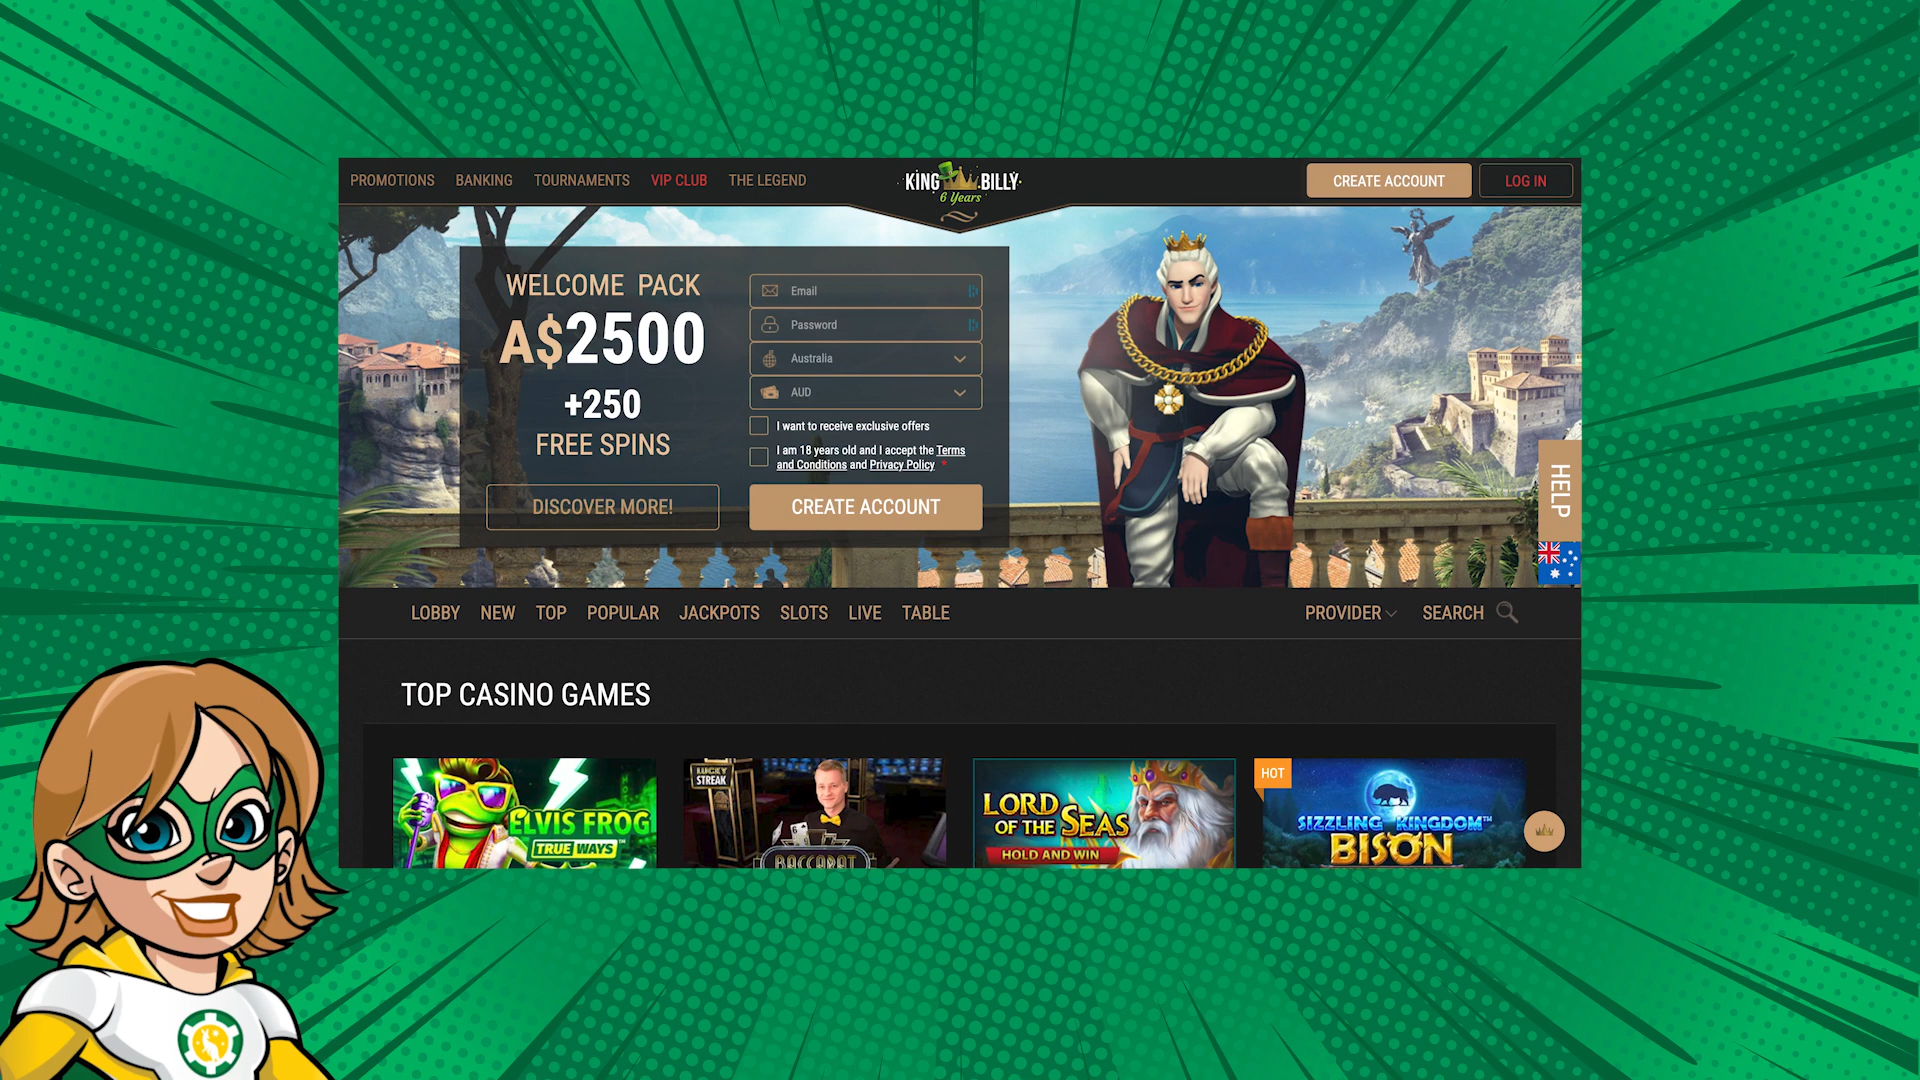 PROMOTIONS BANKING TOURNAMENTS VIP CLUB THE LEGEND
KING BILLY
6 Years
CREATE ACCOUNT LOG IN
WELCOME PACK
A$2500
+250
FREE SPINS
DISCOVER MORE!
Email
Password
Australia
AUD
I want to receive exclusive offers
I am 18 years old and I accept the Terms
and Conditions and Privacy Policy *
CREATE ACCOUNT
HELP
LOBBY NEW TOP POPULAR JACKPOTS SLOTS LIVE TABLE
PROVIDER SEARCH
TOP CASINO GAMES
ELVIS FROG
TRUE WAYS™
LUCKY
STREAK
6
BACCARAT
LORD
OF THE SEAS
HOLD AND WIN
HOT
SIZZLING KINGDOM™
BISON